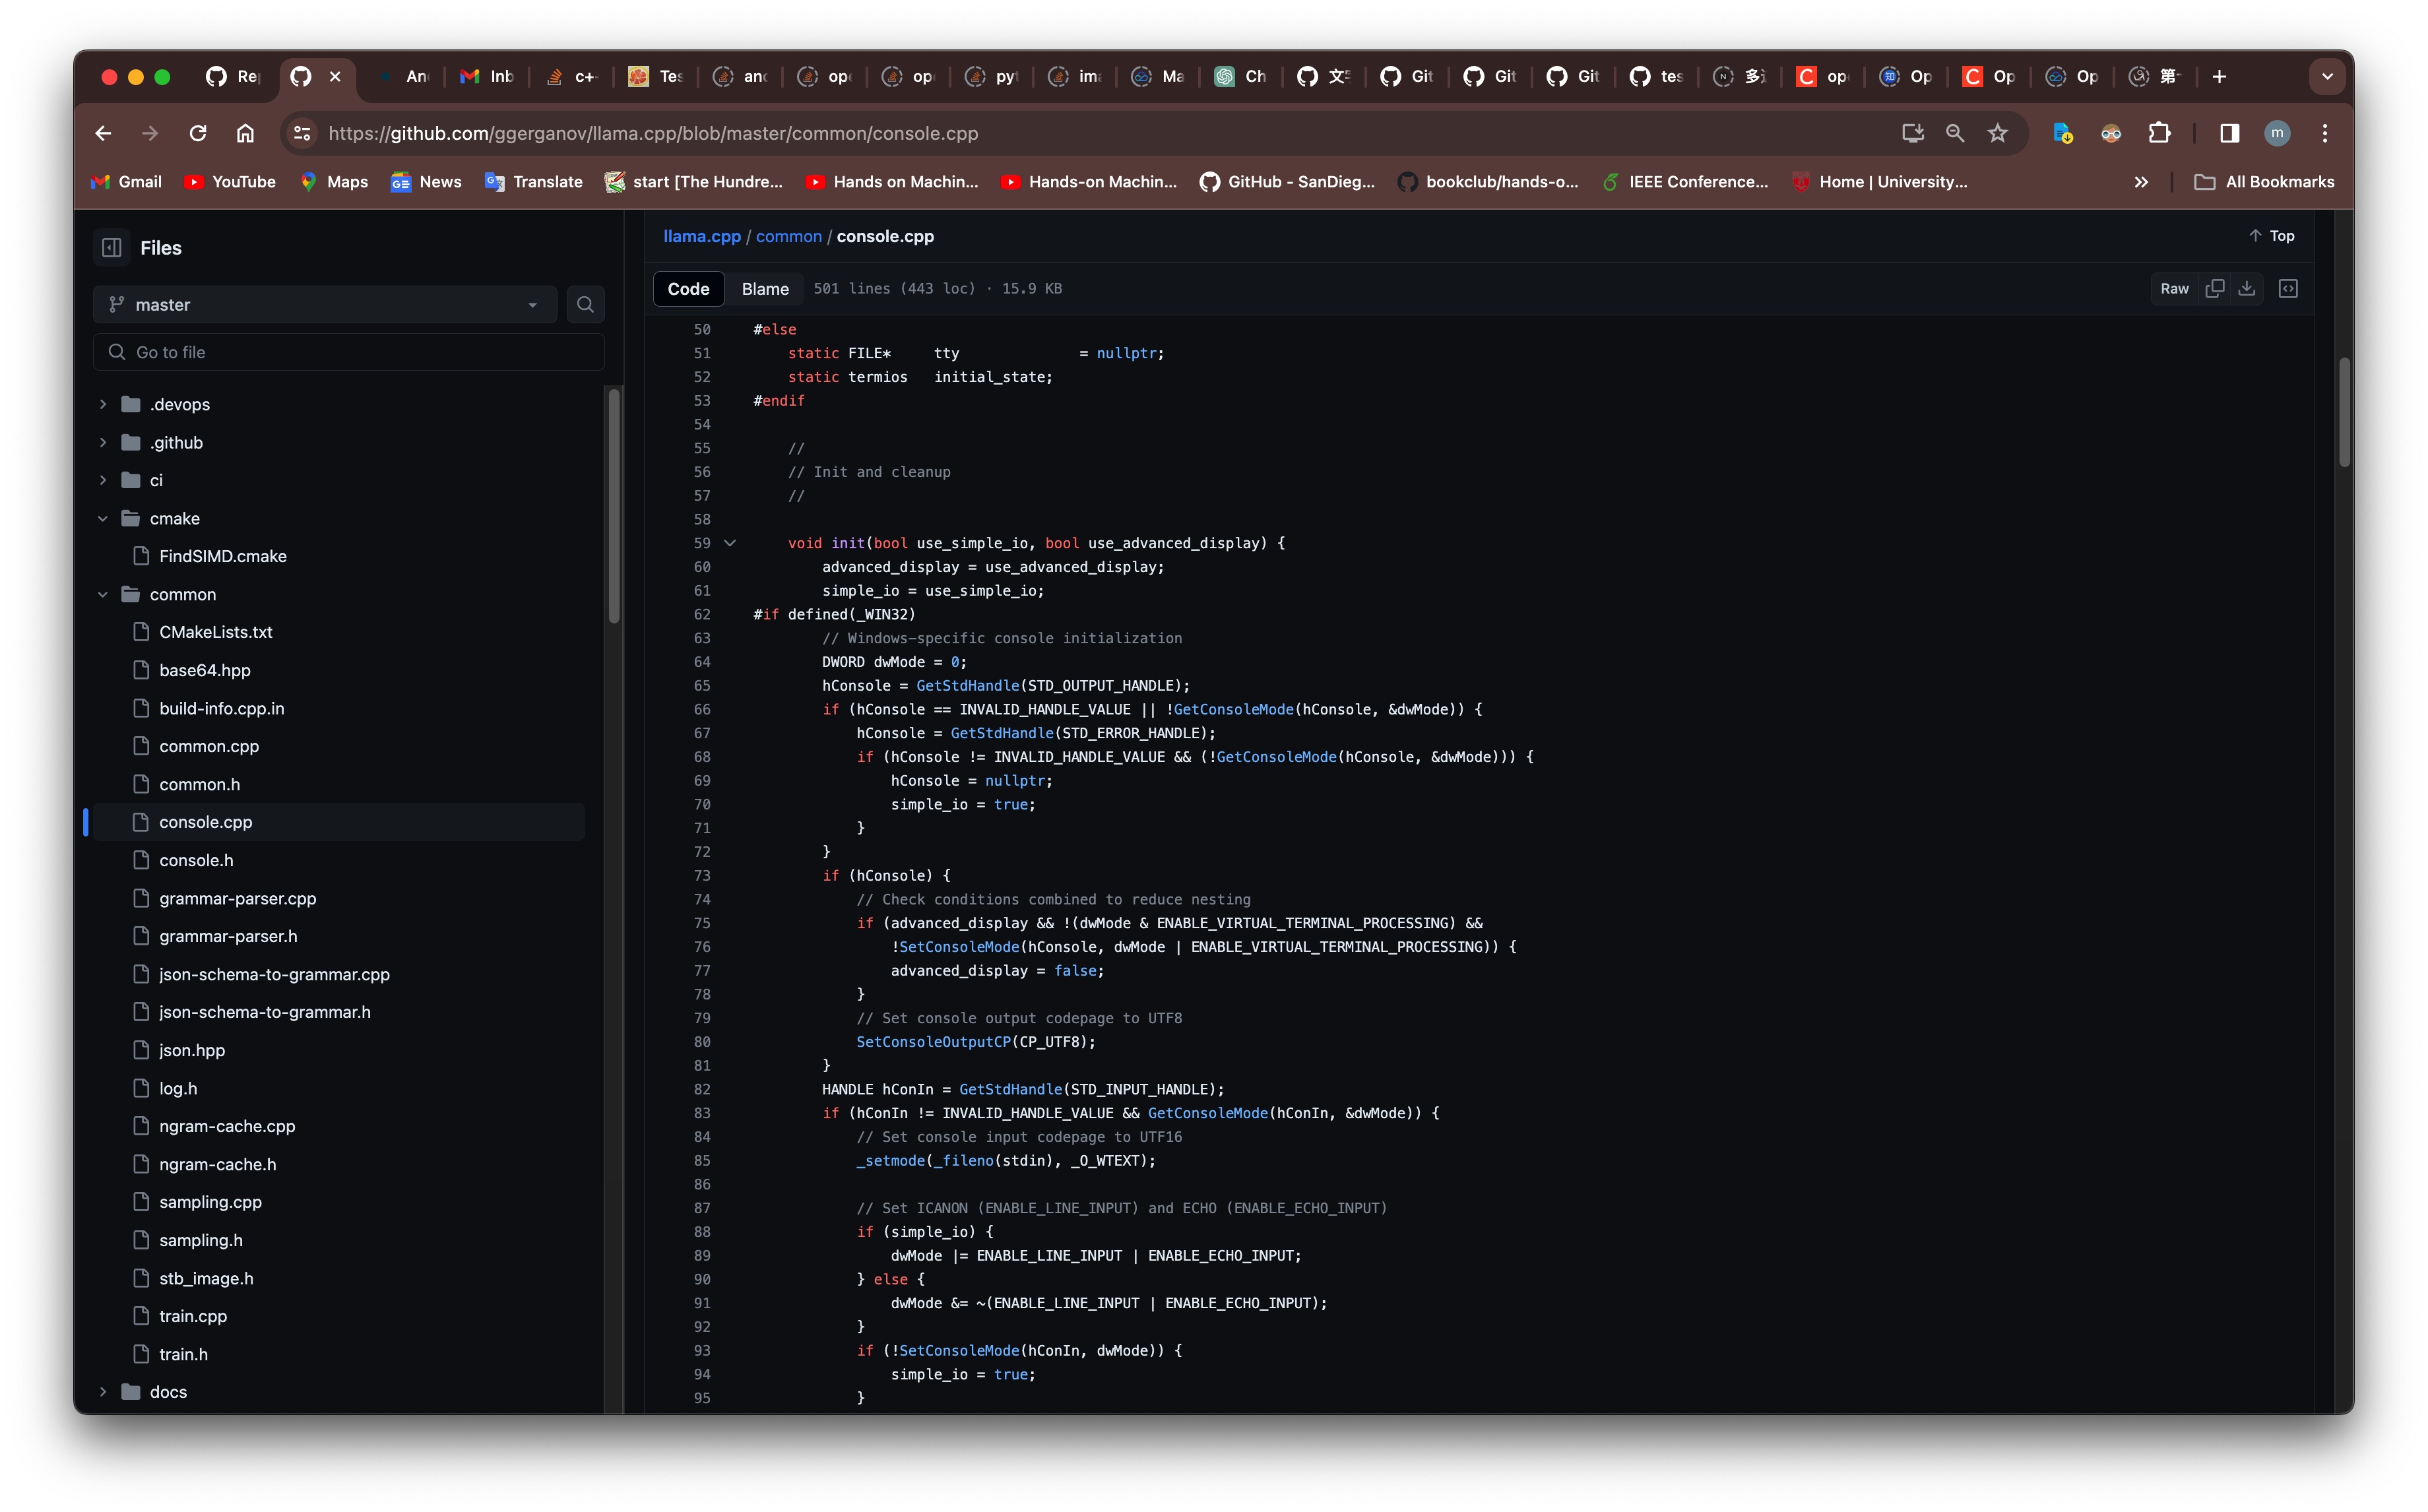 Re
An
Inb
c++
Tes
an
op
op
py
im
Ma
Ch
文
Git
Git
Git
tes
N 多
C op
知 Op
C Op
Op
第
https://github.com/ggerganov/llama.cpp/blob/master/common/console.cpp
m
Gmail
YouTube
Maps
News
Translate
start [The Hundre...
Hands on Machin...
Hands-on Machin...
GitHub - SanDieg...
bookclub/hands-o...
IEEE Conference...
Home | University...
All Bookmarks
Files
master
Go to file
.devops
.github
ci
cmake
FindSIMD.cmake
common
CMakeLists.txt
base64.hpp
build-info.cpp.in
common.cpp
common.h
console.cpp
console.h
grammar-parser.cpp
grammar-parser.h
json-schema-to-grammar.cpp
json-schema-to-grammar.h
json.hpp
log.h
ngram-cache.cpp
ngram-cache.h
sampling.cpp
sampling.h
stb_image.h
train.cpp
train.h
docs
llama.cpp / common / console.cpp
Top
Code Blame 501 lines (443 loc) · 15.9 KB
Raw
50 #else
51 static FILE* tty = nullptr;
52 static termios initial_state;
53 #endif
54
55 //
56 // Init and cleanup
57 //
58
59 void init(bool use_simple_io, bool use_advanced_display) {
60 advanced_display = use_advanced_display;
61 simple_io = use_simple_io;
62 #if defined(_WIN32)
63 // Windows-specific console initialization
64 DWORD dwMode = 0;
65 hConsole = GetStdHandle(STD_OUTPUT_HANDLE);
66 if (hConsole == INVALID_HANDLE_VALUE || !GetConsoleMode(hConsole, &dwMode)) {
67 hConsole = GetStdHandle(STD_ERROR_HANDLE);
68 if (hConsole != INVALID_HANDLE_VALUE && (!GetConsoleMode(hConsole, &dwMode))) {
69 hConsole = nullptr;
70 simple_io = true;
71 }
72 }
73 if (hConsole) {
74 // Check conditions combined to reduce nesting
75 if (advanced_display && !(dwMode & ENABLE_VIRTUAL_TERMINAL_PROCESSING) &&
76 !SetConsoleMode(hConsole, dwMode | ENABLE_VIRTUAL_TERMINAL_PROCESSING)) {
77 advanced_display = false;
78 }
79 // Set console output codepage to UTF8
80 SetConsoleOutputCP(CP_UTF8);
81 }
82 HANDLE hConIn = GetStdHandle(STD_INPUT_HANDLE);
83 if (hConIn != INVALID_HANDLE_VALUE && GetConsoleMode(hConIn, &dwMode)) {
84 // Set console input codepage to UTF16
85 _setmode(_fileno(stdin), _O_WTEXT);
86
87 // Set ICANON (ENABLE_LINE_INPUT) and ECHO (ENABLE_ECHO_INPUT)
88 if (simple_io) {
89 dwMode |= ENABLE_LINE_INPUT | ENABLE_ECHO_INPUT;
90 } else {
91 dwMode &= ~(ENABLE_LINE_INPUT | ENABLE_ECHO_INPUT);
92 }
93 if (!SetConsoleMode(hConIn, dwMode)) {
94 simple_io = true;
95 }